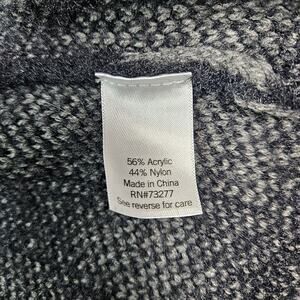 56% Acrylic
44% Nylon
Made in China
RN#73277
See reverse for care